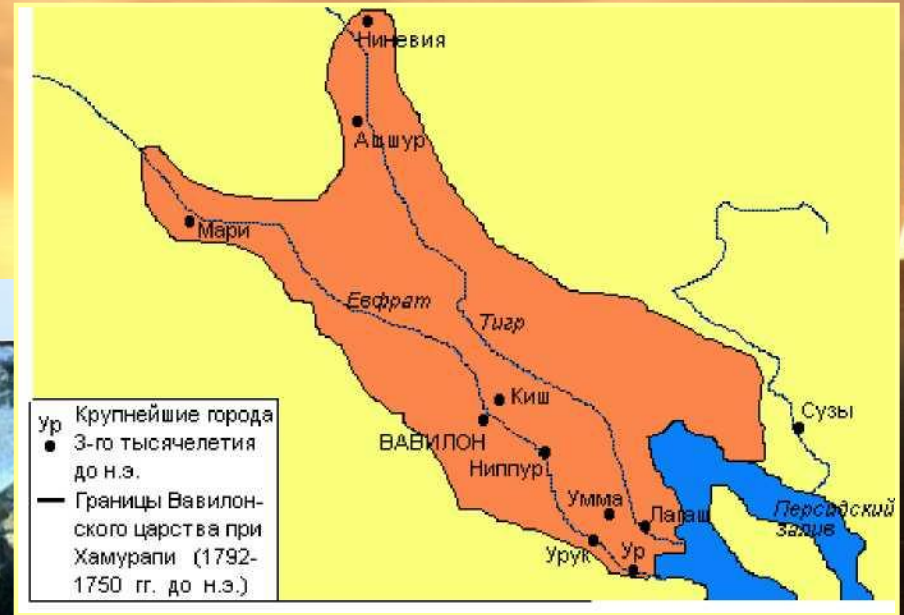 Ниневия
Ашшур
Мари
Евфрат
Тигр
Киш
ВАВИЛОН
Ниппур
Сузы
Умма
Лагаш
Урук
Ур
Персидский
залив
Ур Крупнейшие города
3-го тысячелетия
до н.э.
Границы Вавилон-
ского царства при
Хамурапи (1792-
1750 гг. до н.э.)